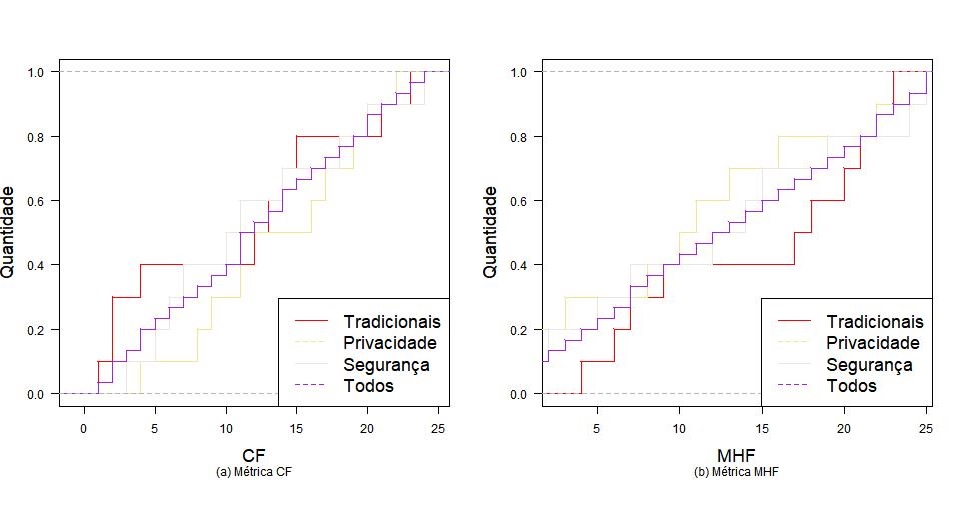 Quantidade
1.0
0.8
0.6
0.4
0.2
0.0
Tradicionais
Privacidade
Segurança
Todos
0 5 10 15 20 25
CF
(a) Métrica CF
Quantidade
1.0
0.8
0.6
0.4
0.2
0.0
Tradicionais
Privacidade
Segurança
Todos
5 10 15 20 25
MHF
(b) Métrica MHF